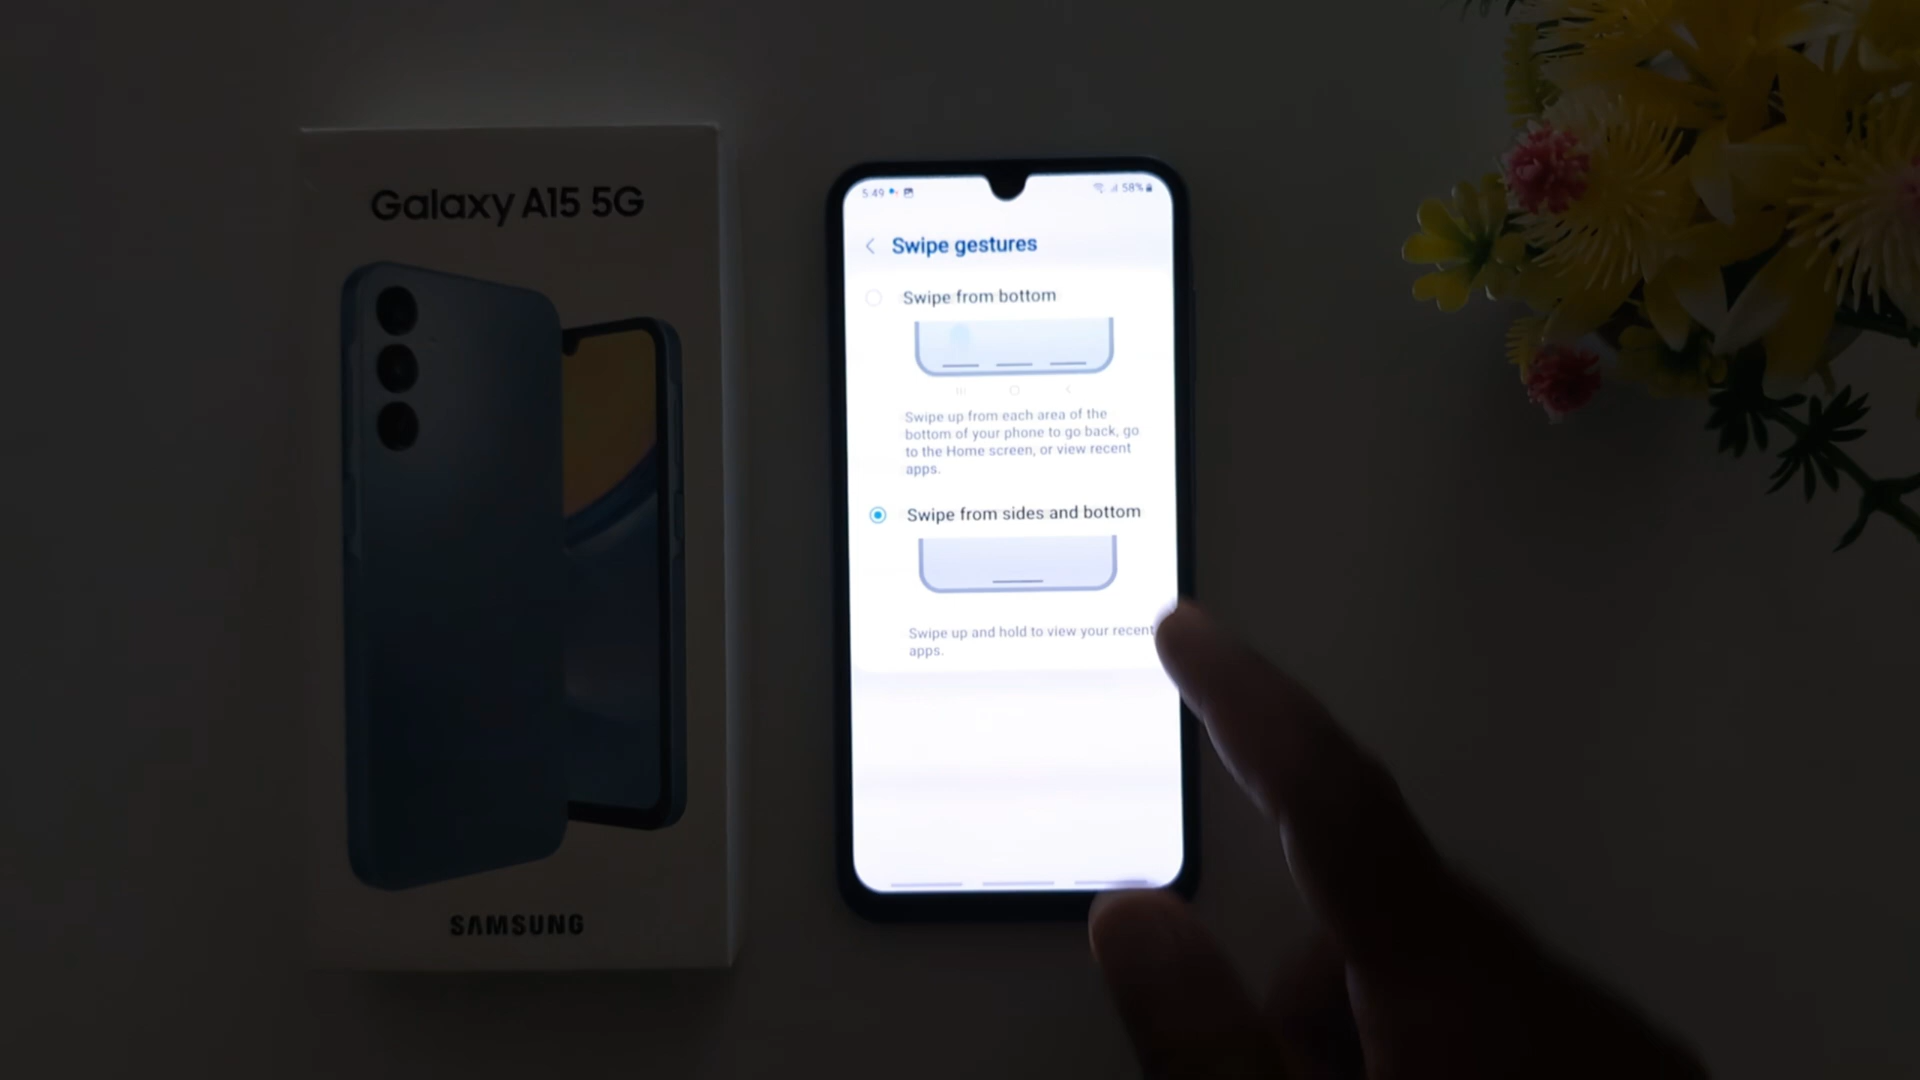 Galaxy A15 5G
SAMSUNG
5:49
58%
Swipe gestures
Swipe from bottom
Swipe up from each area of the
bottom of your phone to go back, go
to the Home screen, or view recent
apps.
Swipe from sides and bottom
Swipe up and hold to view your recent
apps.